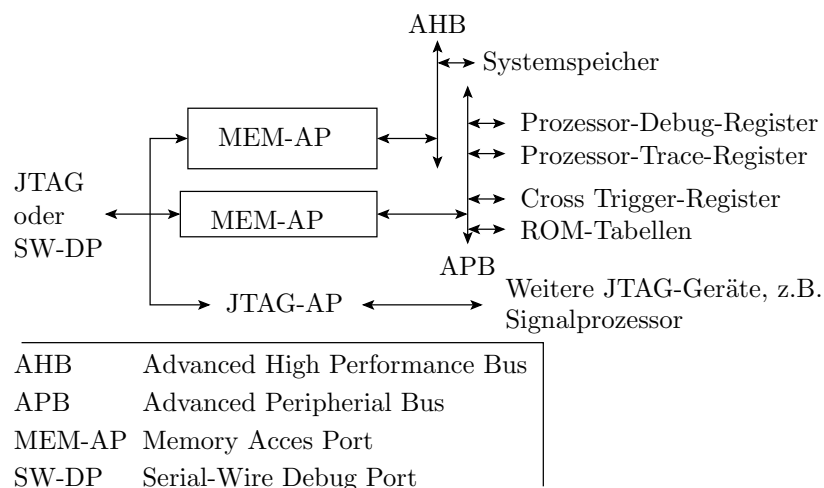 AHB
Systemspeicher
MEM-AP
Prozessor-Debug-Register
Prozessor-Trace-Register
JTAG
oder
SW-DP
MEM-AP
Cross Trigger-Register
ROM-Tabellen
APB
JTAG-AP
Weitere JTAG-Geräte, z.B.
Signalprozessor
AHB Advanced High Performance Bus
APB Advanced Peripherial Bus
MEM-AP Memory Acces Port
SW-DP Serial-Wire Debug Port